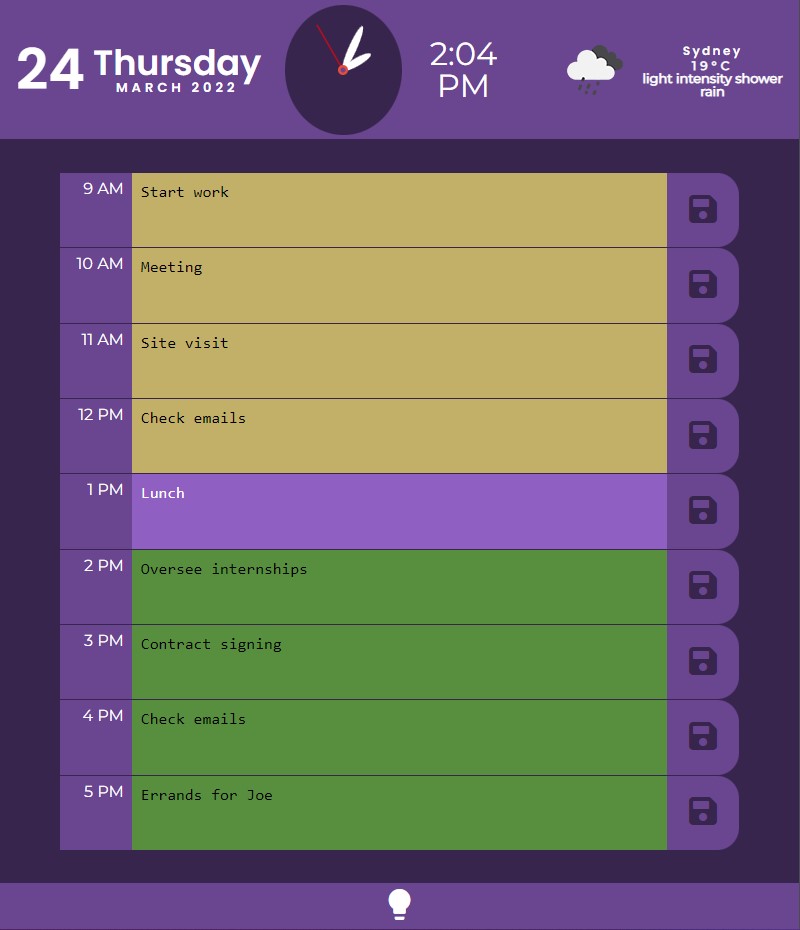 24 Thursday
MARCH 2022
2:04
PM
Sydney
19°C
light intensity shower
rain
9 AM Start work
10 AM Meeting
11 AM Site visit
12 PM Check emails
1 PM Lunch
2 PM Oversee internships
3 PM Contract signing
4 PM Check emails
5 PM Errands for Joe